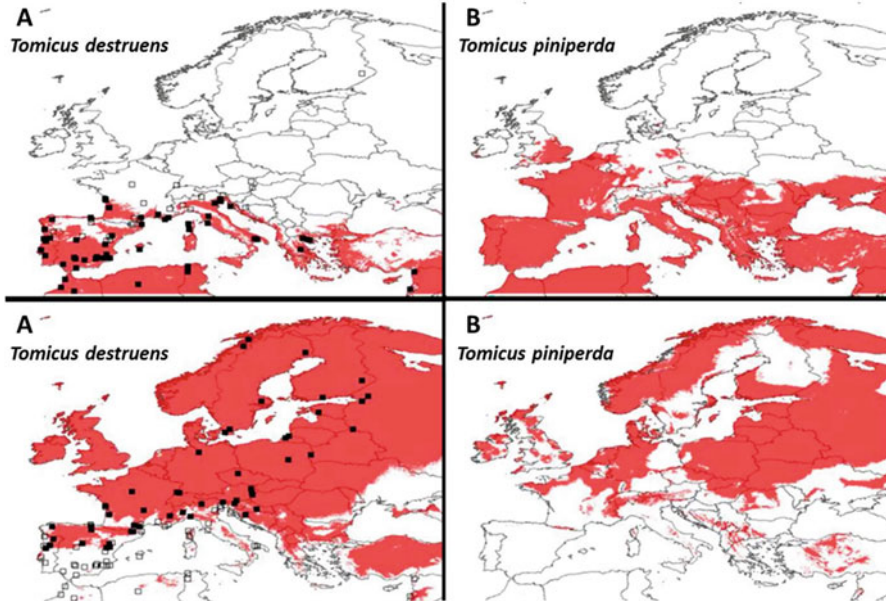 A
Tomicus destruens
B
Tomicus piniperda
A
Tomicus destruens
B
Tomicus piniperda